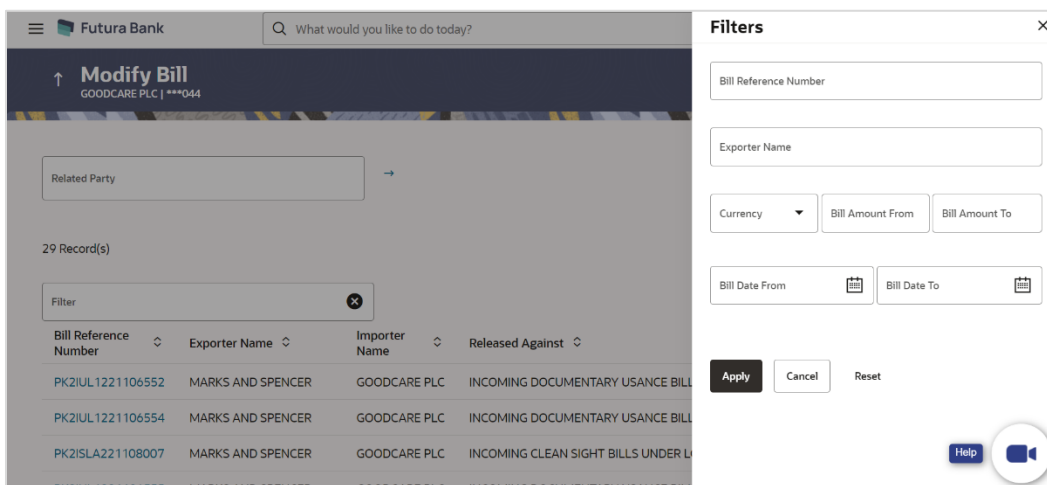 Futura Bank
What would you like to do today?
Modify Bill
GOODCARE PLC | ***044
Related Party
29 Record(s)
Filter
Bill Reference Number Exporter Name Importer Name Released Against
PK2IUL1221106552 MARKS AND SPENCER GOODCARE PLC INCOMING DOCUMENTARY USANCE BILL
PK2IUL1221106554 MARKS AND SPENCER GOODCARE PLC INCOMING DOCUMENTARY USANCE BILL
PK2ISLA221108007 MARKS AND SPENCER GOODCARE PLC INCOMING CLEAN SIGHT BILLS UNDER
Filters
Bill Reference Number
Exporter Name
Currency Bill Amount From Bill Amount To
Bill Date From Bill Date To
Apply Cancel Reset
Help